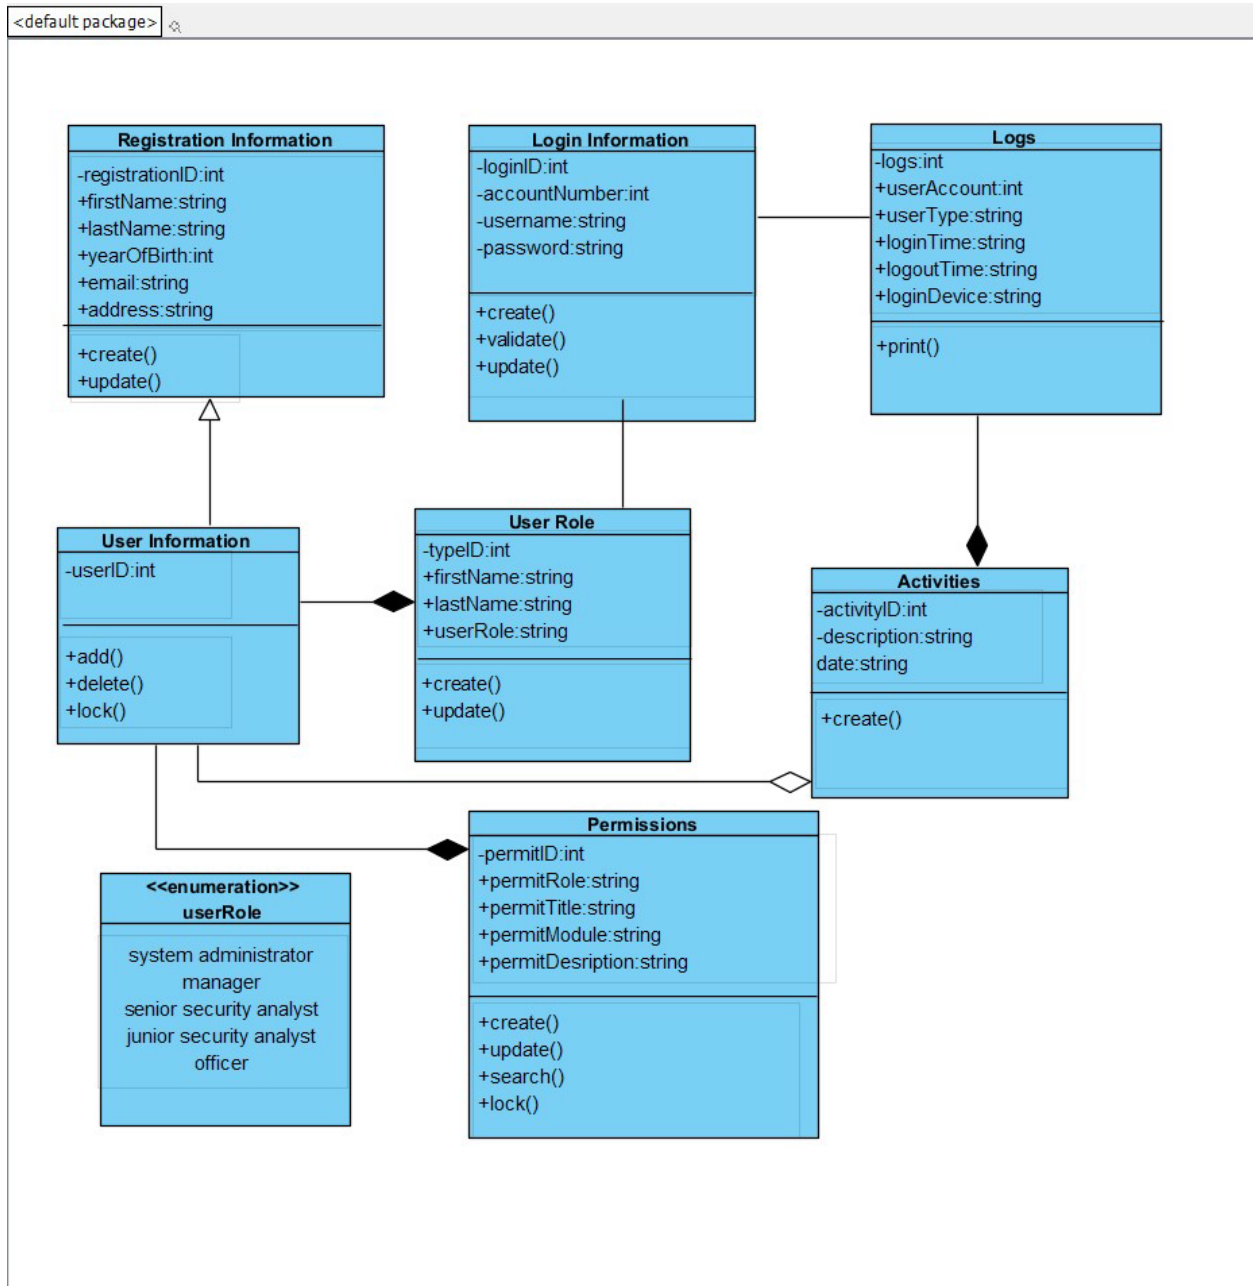 <default package>
Registration Information
-registrationID:int
+firstName:string
+lastName:string
+yearOfBirth:int
+email:string
+address:string
+create()
+update()
Login Information
-loginID:int
-accountNumber:int
-username:string
-password:string
+create()
+validate()
+update()
Logs
-logs:int
+userAccount:int
+userType:string
+loginTime:string
+logoutTime:string
+loginDevice:string
+print()
User Information
-userID:int
+add()
+delete()
+lock()
User Role
-typeID:int
+firstName:string
+lastName:string
+userRole:string
+create()
+update()
Activities
-activityID:int
-description:string
date:string
+create()
<<enumeration>>
userRole
system administrator
manager
senior security analyst
junior security analyst
officer
Permissions
-permitID:int
+permitRole:string
+permitTitle:string
+permitModule:string
+permitDesription:string
+create()
+update()
+search()
+lock()